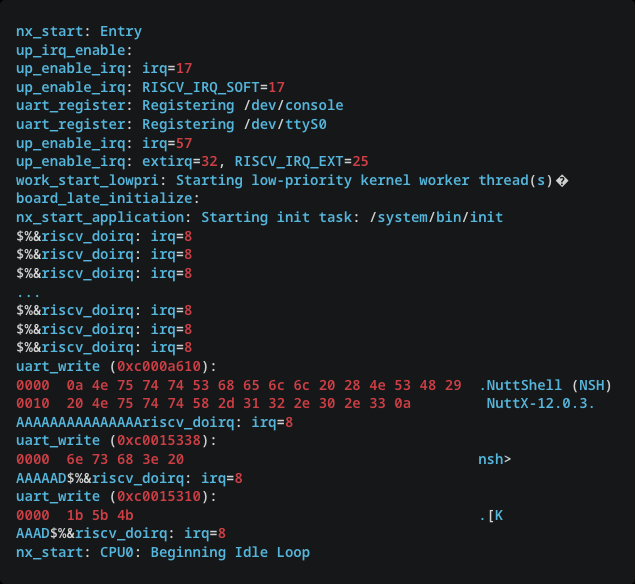 nx_start: Entry
up_irq_enable:
up_enable_irq: irq=17
up_enable_irq: RISCV_IRQ_SOFT=17
uart_register: Registering /dev/console
uart_register: Registering /dev/ttyS0
up_enable_irq: irq=57
up_enable_irq: extirq=32, RISCV_IRQ_EXT=25
work_start_lowpri: Starting low-priority kernel worker thread(s)�
board_late_initialize:
nx_start_application: Starting init task: /system/bin/init
$%&riscv_doirq: irq=8
$%&riscv_doirq: irq=8
$%&riscv_doirq: irq=8
...
$%&riscv_doirq: irq=8
$%&riscv_doirq: irq=8
$%&riscv_doirq: irq=8
uart_write (0xc000a610):
0000  0a 4e 75 74 74 53 68 65 6c 6c 20 28 4e 53 48 29  .NuttShell (NSH)
0010  20 4e 75 74 74 58 2d 31 32 2e 30 2e 33 0a         NuttX-12.0.3.
AAAAAAAAAAAAAAAriscv_doirq: irq=8
uart_write (0xc0015338):
0000  6e 73 68 3e 20                                   nsh>
AAAAAD$%&riscv_doirq: irq=8
uart_write (0xc0015310):
0000  1b 5b 4b                                         .[K
AAAD$%&riscv_doirq: irq=8
nx_start: CPU0: Beginning Idle Loop